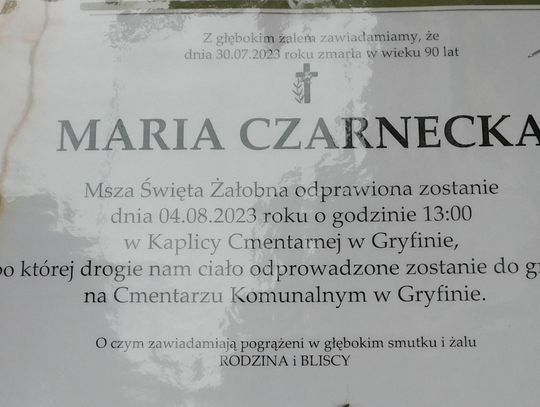 Z głębokim żalem zawiadamiamy, że
dnia 30.07.2023 roku zmarła w wieku 90 lat
MARIA CZARNECKA
Msza Święta Żałobna odprawiona zostanie
dnia 04.08.2023 roku o godzinie 13:00
w Kaplicy Cmentarnej w Gryfinie,
po której drogie nam ciało odprowadzone zostanie do
na Cmentarzu Komunalnym w Gryfinie.
O czym zawiadamiają pogrążeni w głębokim smutku i żalu
RODZINA i BLISCY